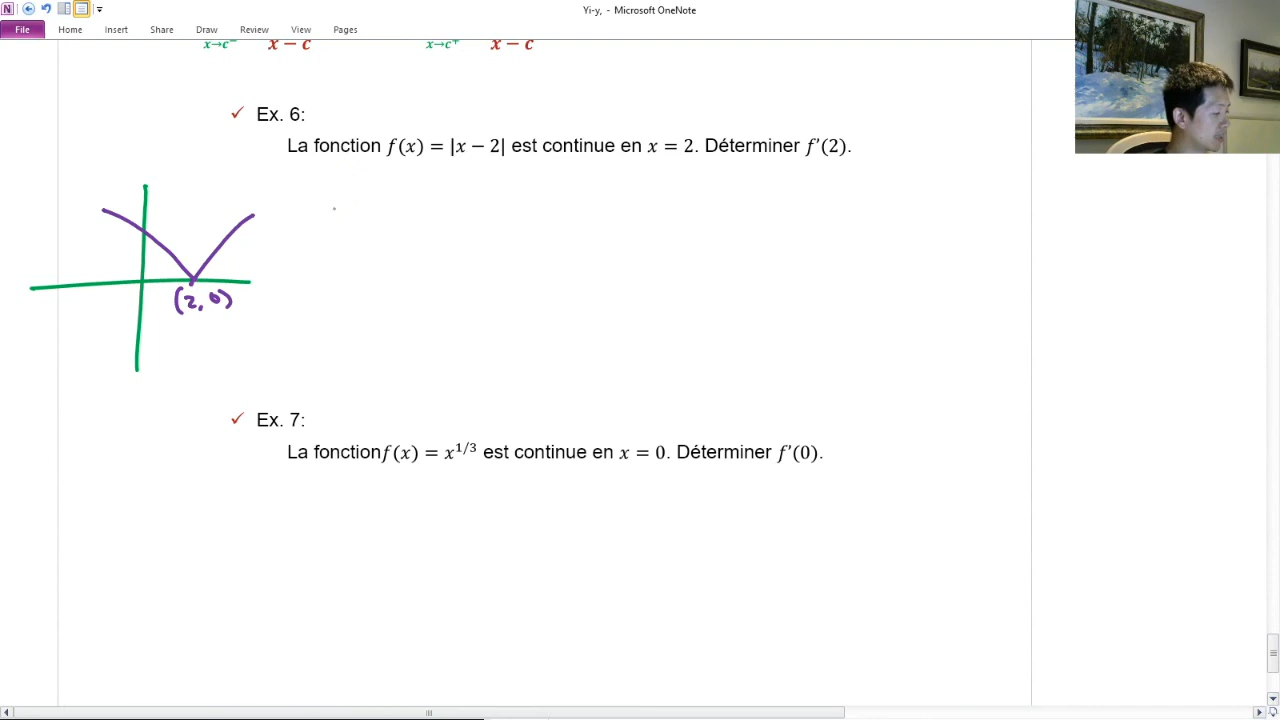 Yi-y, - Microsoft OneNote
File Home Insert Share Draw Review View Pages
x→c⁻ x − c x→c⁺ x − c
✓ Ex. 6:
La fonction f(x) = |x − 2| est continue en x = 2. Déterminer f'(2).
(2, 0)
✓ Ex. 7:
La fonctionf(x) = x^{1/3} est continue en x = 0. Déterminer f'(0).